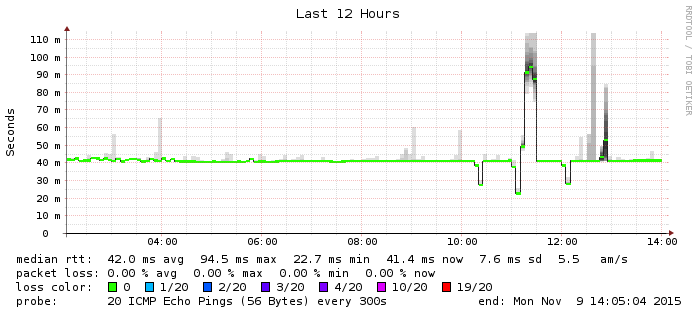 Last 12 Hours
RRDTOOL / TOBI OETIKER
Seconds
110 m
100 m
90 m
80 m
70 m
60 m
50 m
40 m
30 m
20 m
10 m
0
04:00 06:00 08:00 10:00 12:00 14:00
median rtt: 42.0 ms avg 94.5 ms max 22.7 ms min 41.4 ms now 7.6 ms sd 5.5 am/s
packet loss: 0.00 % avg 0.00 % max 0.00 % min 0.00 % now
loss color: 0 1/20 2/20 3/20 4/20 10/20 19/20
probe: 20 ICMP Echo Pings (56 Bytes) every 300s end: Mon Nov 9 14:05:04 2015